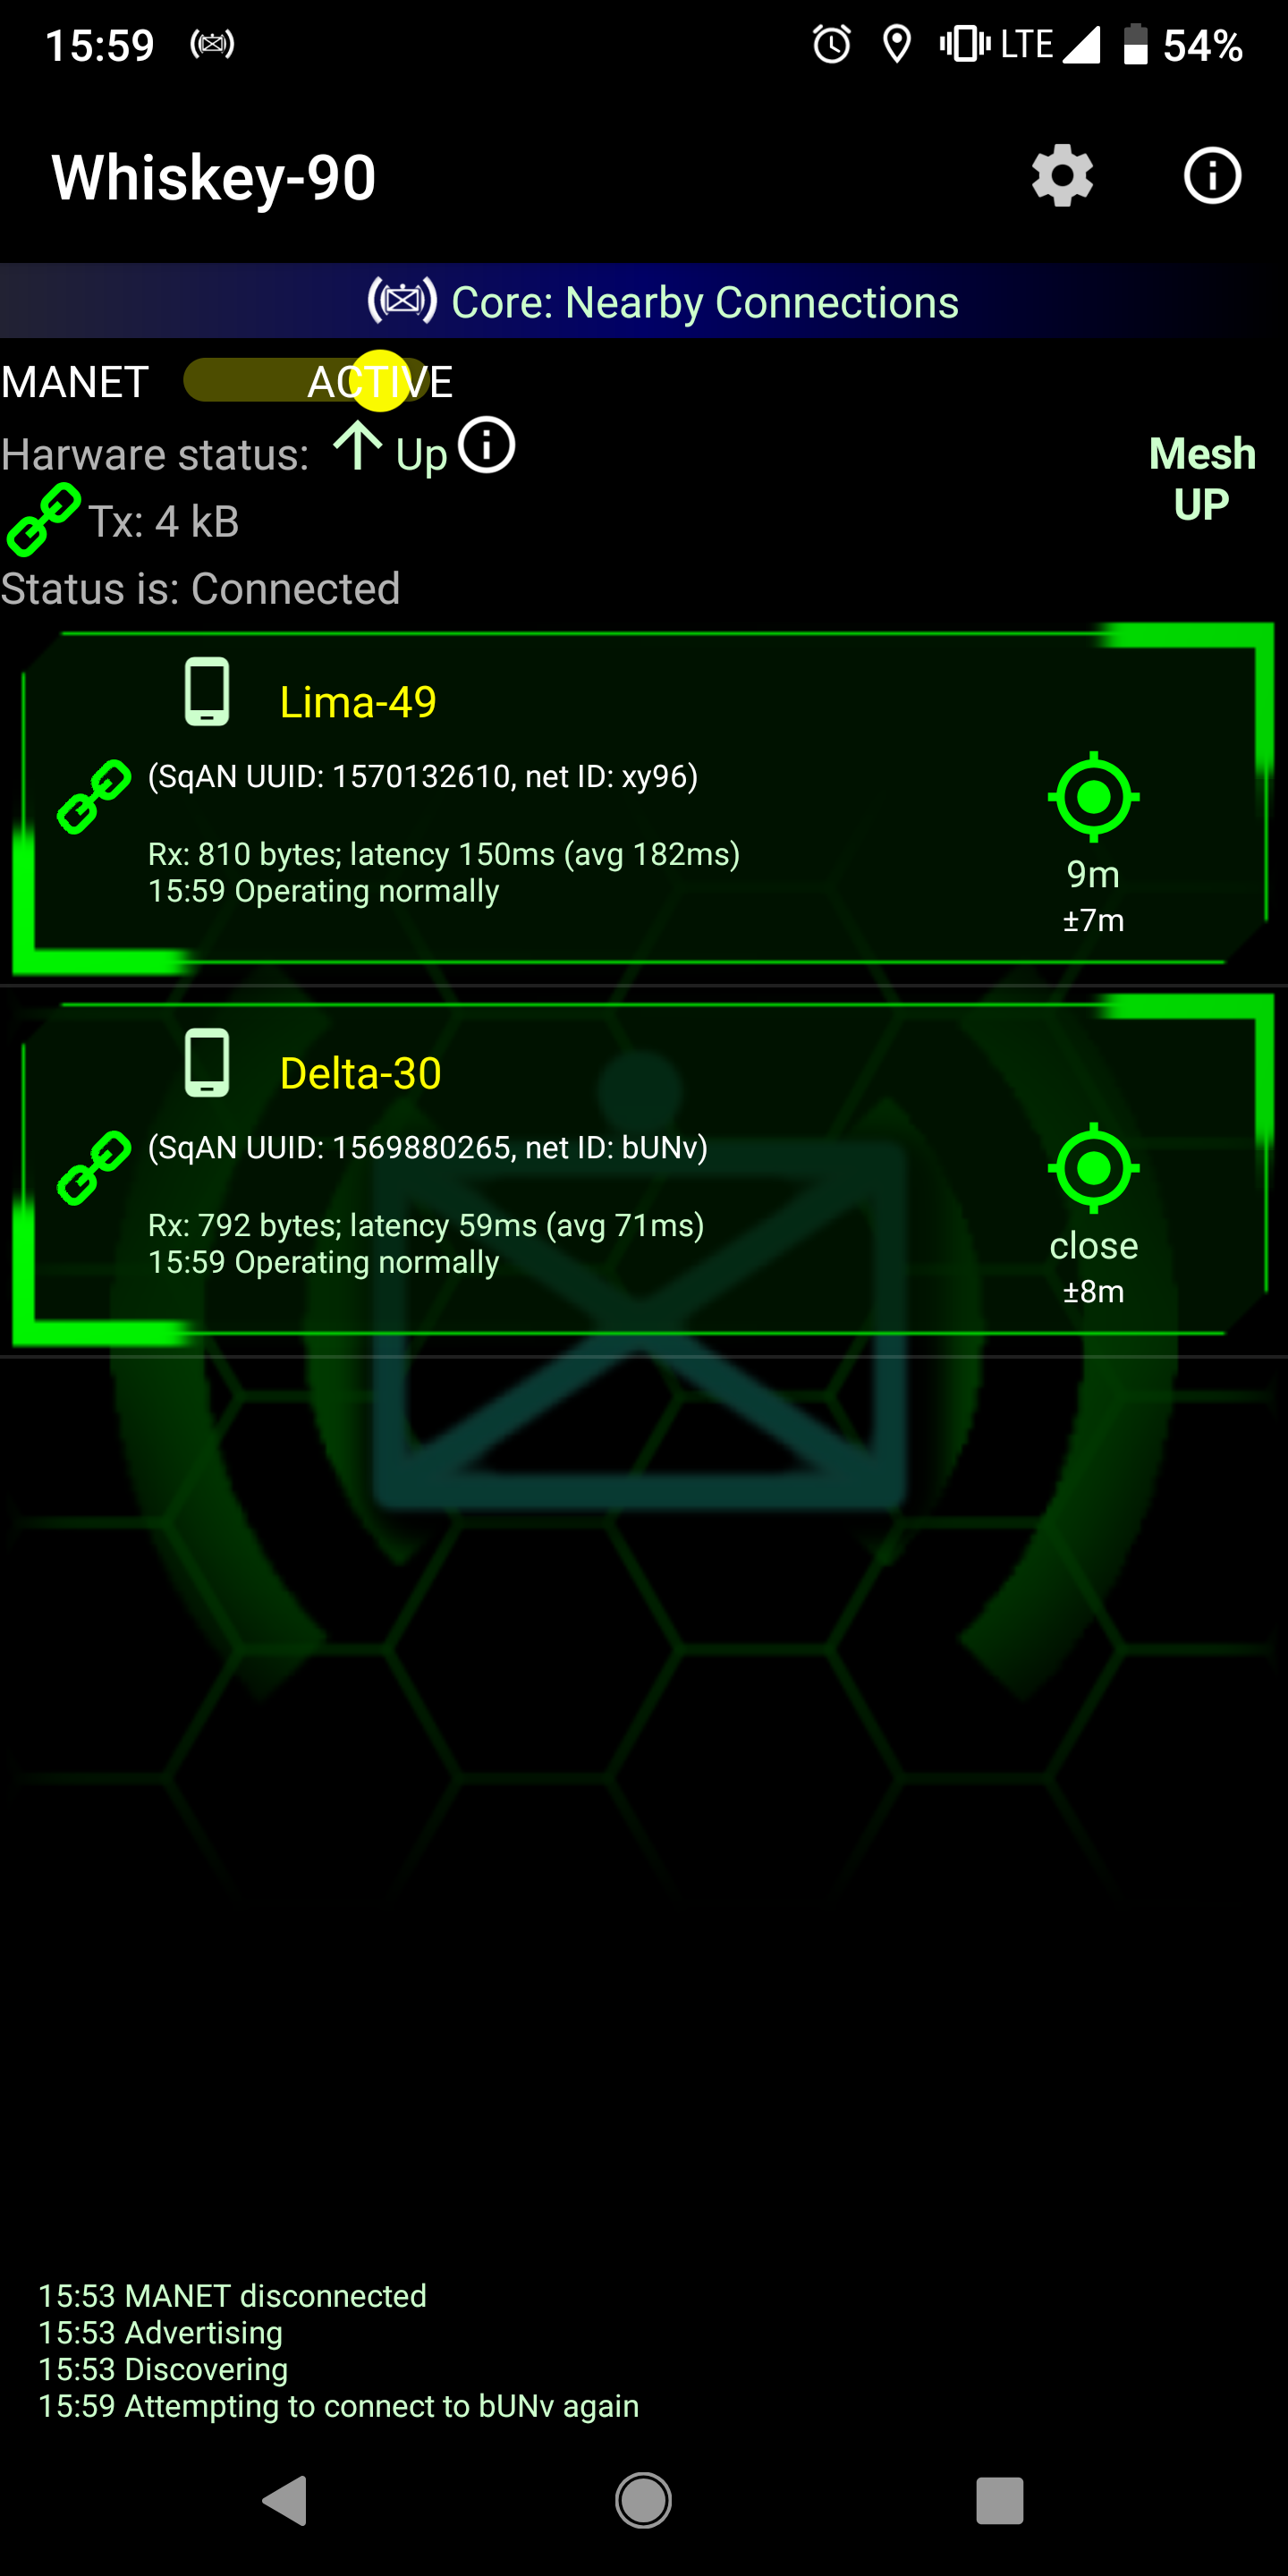 15:59 LTE 54%
Whiskey-90
Core: Nearby Connections
MANET ACTIVE
Harware status: Up
Mesh
UP
Tx: 4 kB
Status is: Connected
Lima-49
(SqAN UUID: 1570132610, net ID: xy96)
Rx: 810 bytes; latency 150ms (avg 182ms)
15:59 Operating normally
9m
±7m
Delta-30
(SqAN UUID: 1569880265, net ID: bUNv)
Rx: 792 bytes; latency 59ms (avg 71ms)
15:59 Operating normally
close
±8m
15:53 MANET disconnected
15:53 Advertising
15:53 Discovering
15:59 Attempting to connect to bUNv again